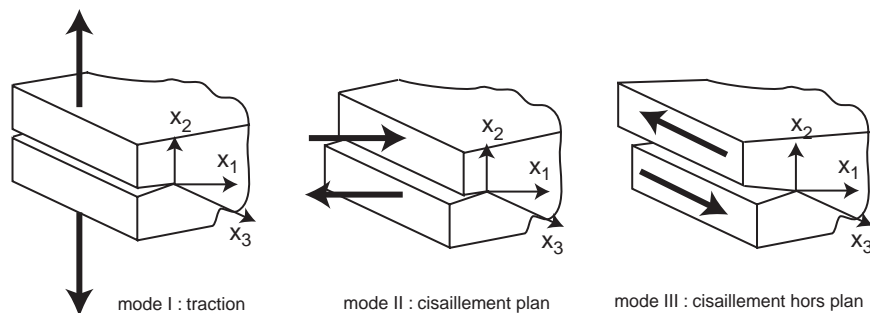 x2
x1
x3
mode I : traction
x2
x1
x3
mode II : cisaillement plan
x2
x1
x3
mode III : cisaillement hors plan